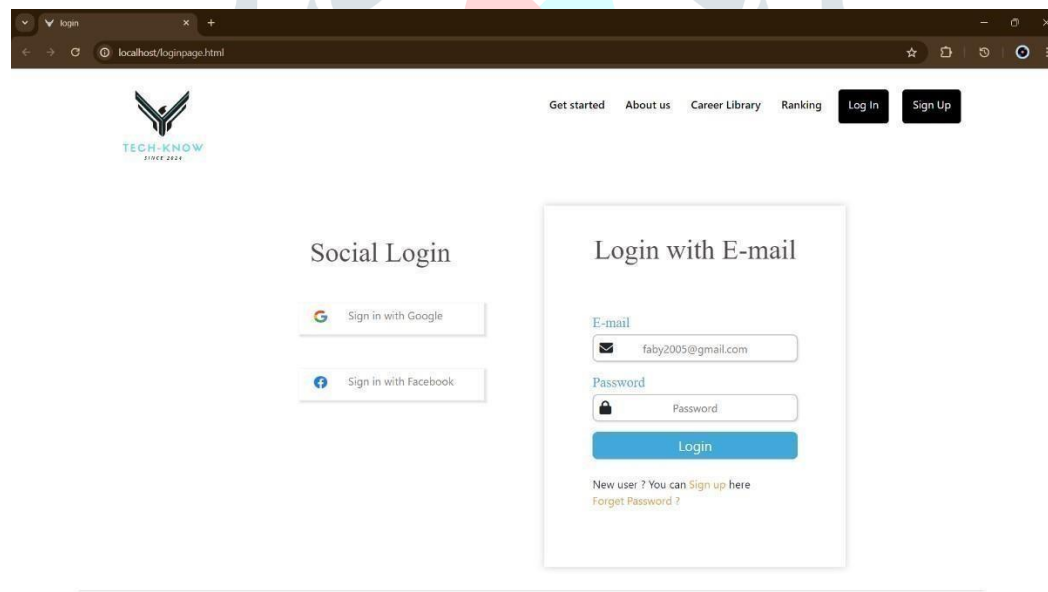 login
localhost/loginpage.html
TECH-KNOW
SINCE 2024
Get started About us Career Library Ranking Log In Sign Up
Social Login
Sign in with Google
Sign in with Facebook
Login with E-mail
E-mail
faby2005@gmail.com
Password
Password
Login
New user ? You can Sign up here
Forget Password ?